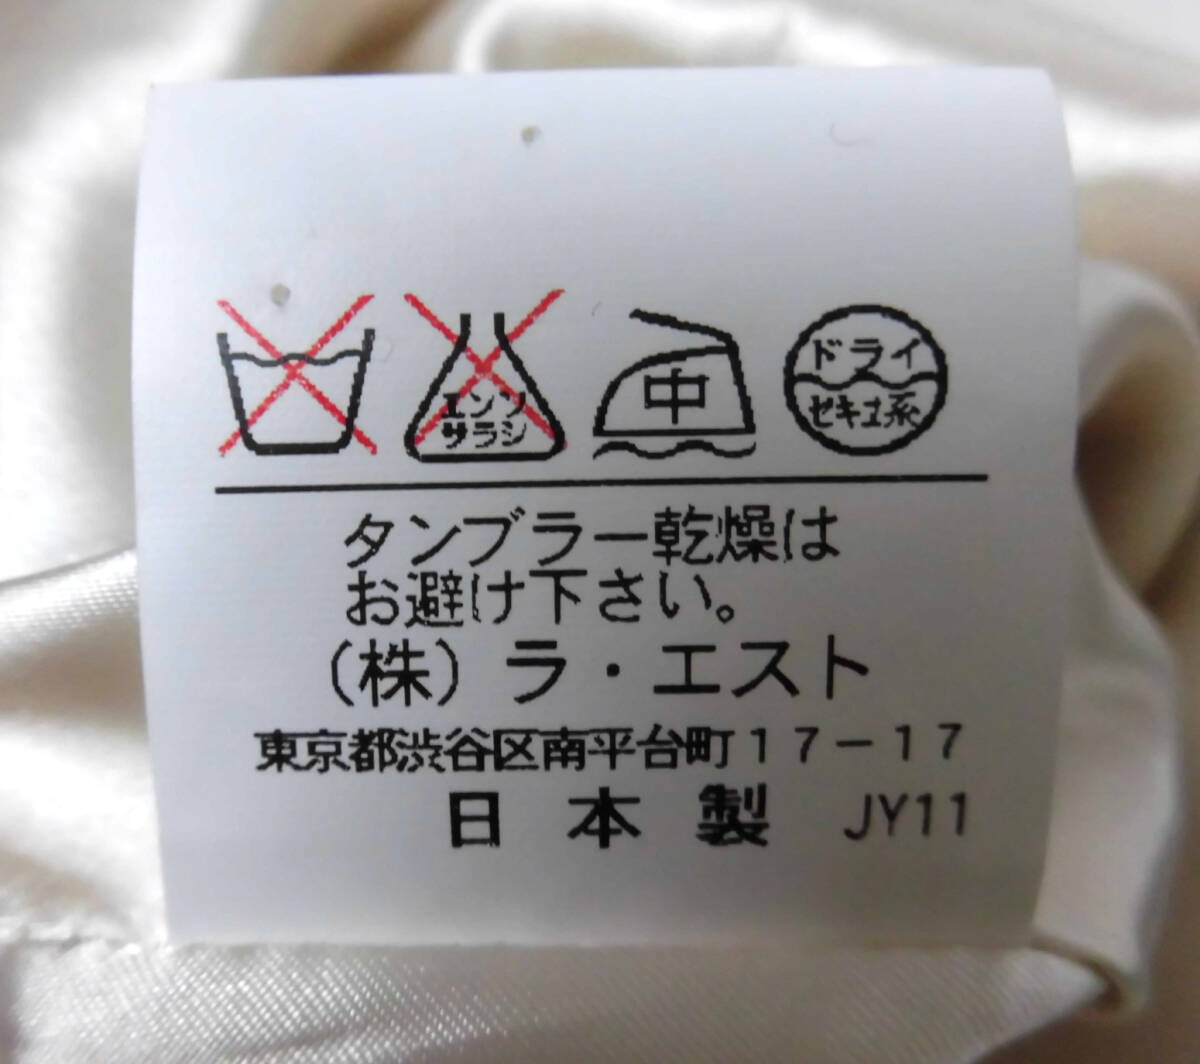 エンソ
サラシ
中
ドライ
セキユ系
タンブラー乾燥は
お避け下さい。
(株)ラ・エスト
東京都渋谷区南平台町17-17
日本製 JY11